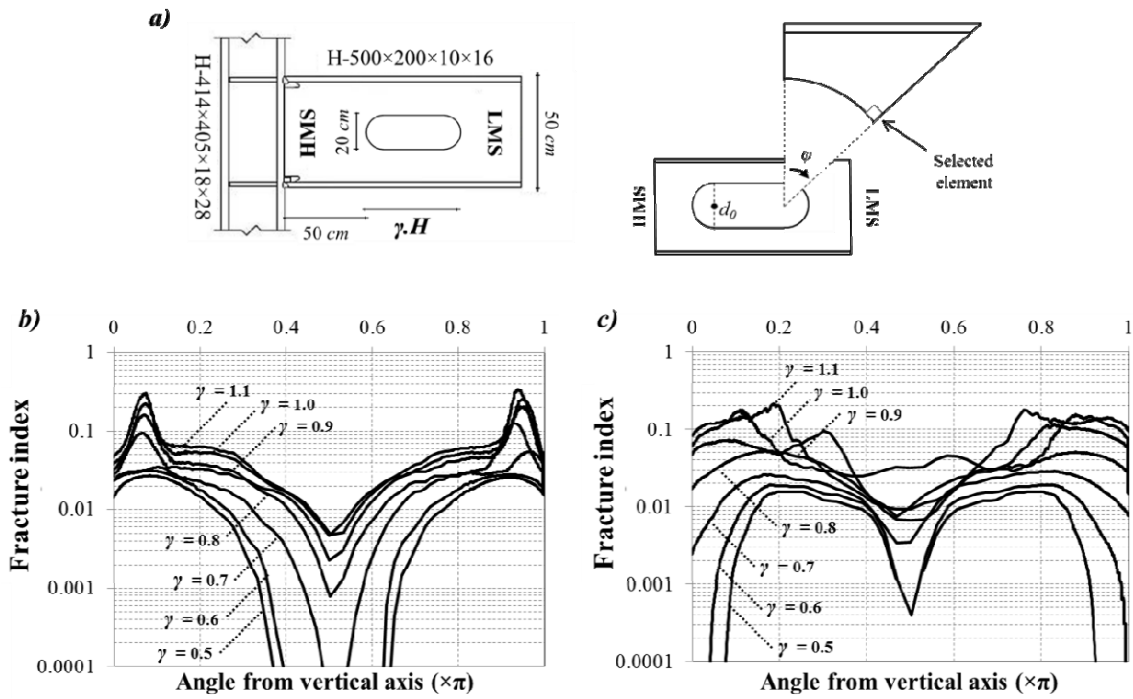 a)
H-500×200×10×16
H-414×405×18×28
HMS
20 cm
LMS
50 cm
50 cm
γ.H
φ
Selected
element
HMS
d0
LMS
b)
0 0.2 0.4 0.6 0.8 1
1
0.1
0.01
0.001
0.0001
Fracture index
γ = 1.1
γ = 1.0
γ = 0.9
γ = 0.8
γ = 0.7
γ = 0.6
γ = 0.5
Angle from vertical axis (×π)
c)
0 0.2 0.4 0.6 0.8 1
1
0.1
0.01
0.001
0.0001
Fracture index
γ = 1.1
γ = 1.0
γ = 0.9
γ = 0.8
γ = 0.7
γ = 0.6
γ = 0.5
Angle from vertical axis (×π)